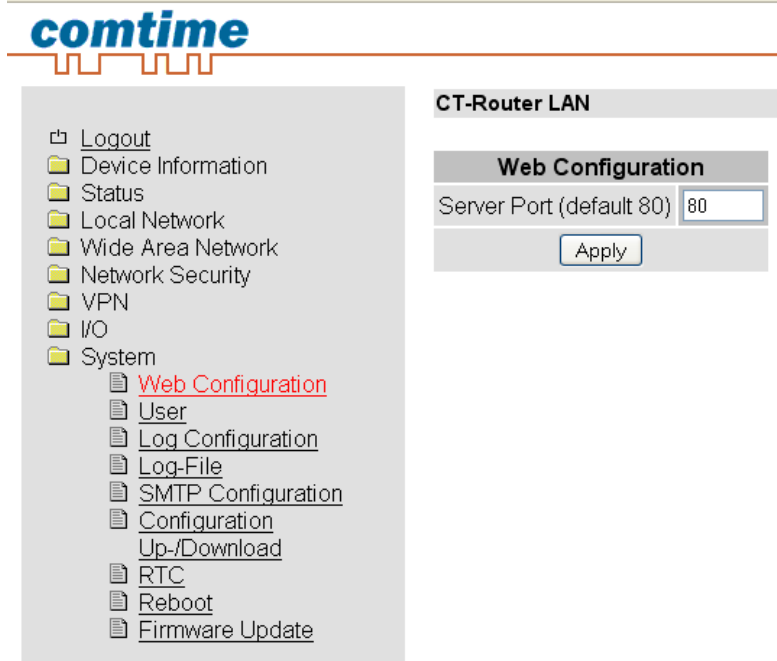 comtime
Logout
Device Information
Status
Local Network
Wide Area Network
Network Security
VPN
I/O
System
Web Configuration
User
Log Configuration
Log-File
SMTP Configuration
Configuration
Up-/Download
RTC
Reboot
Firmware Update
CT-Router LAN
Web Configuration
Server Port (default 80) 80
Apply